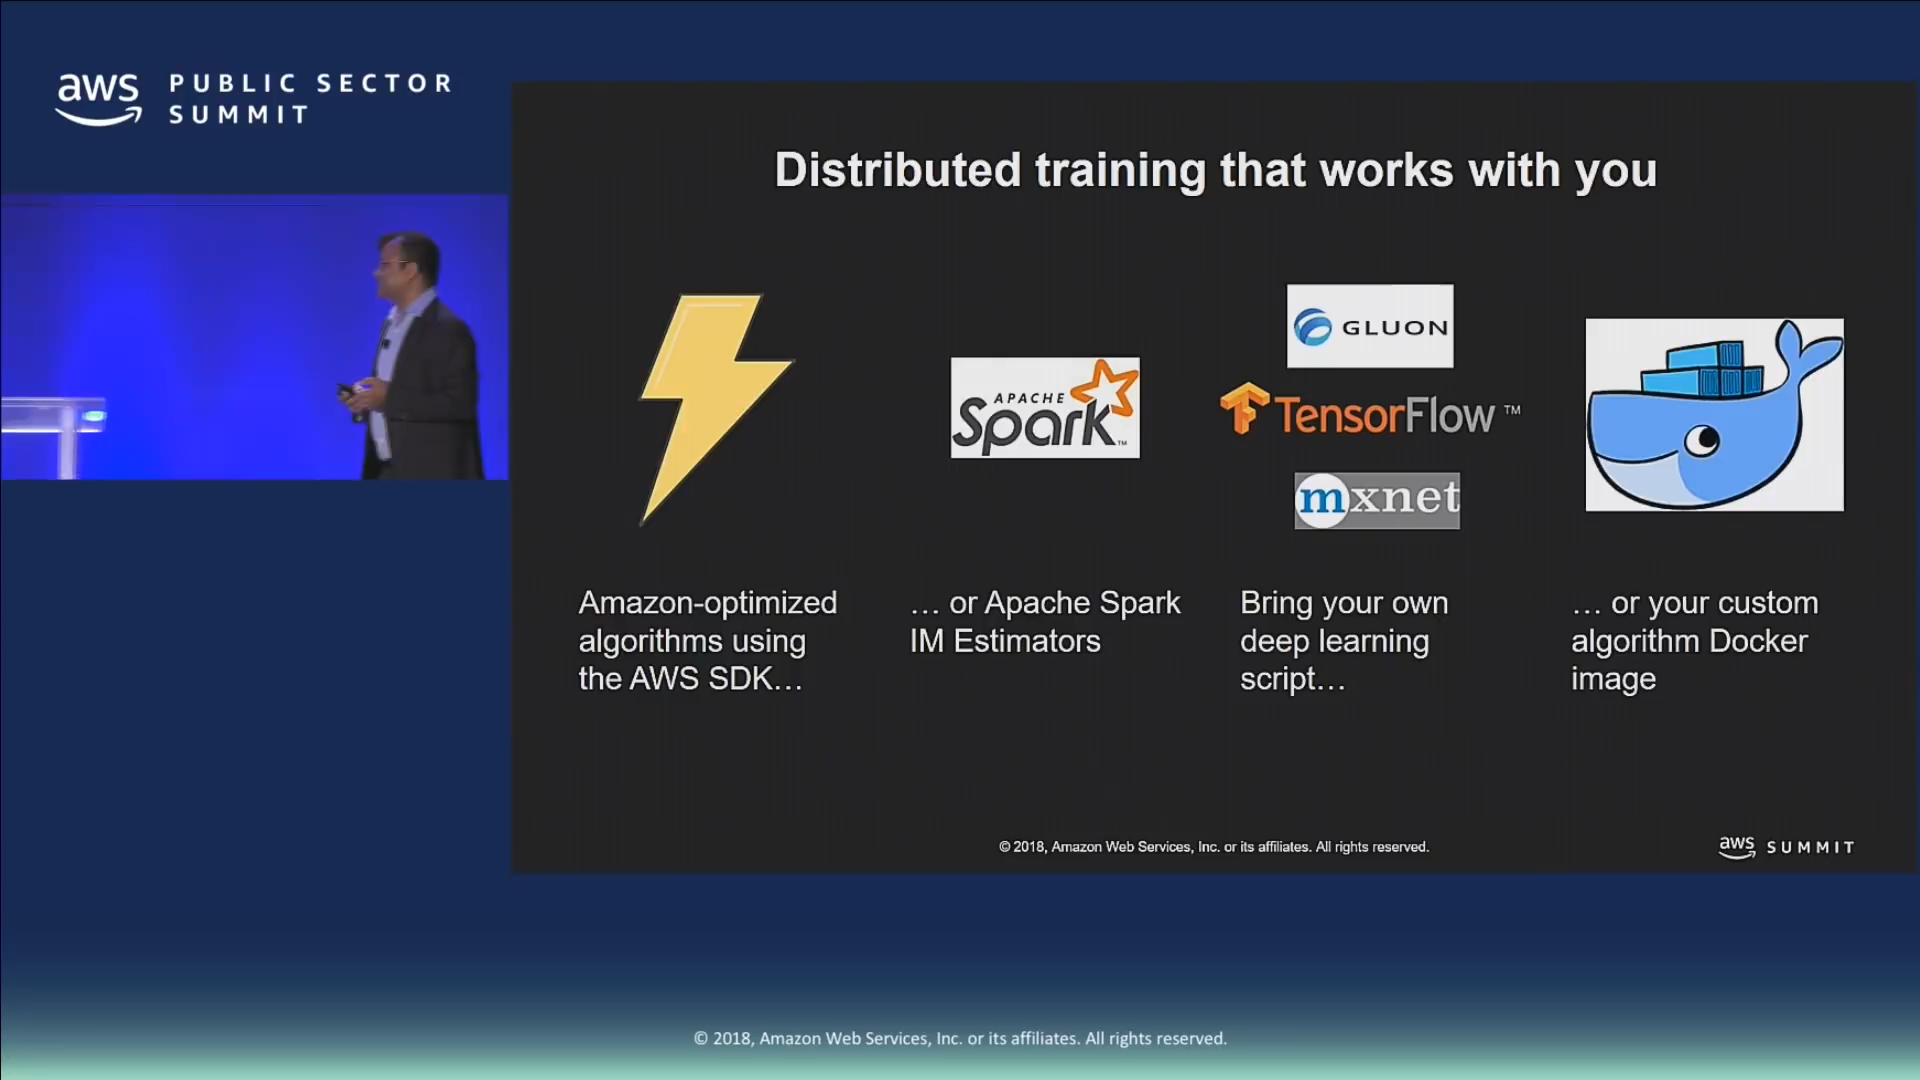 aws PUBLIC SECTOR
SUMMIT
Distributed training that works with you
APACHE
Spark™
GLUON
TensorFlow™
mxnet
Amazon-optimized
algorithms using
the AWS SDK…
… or Apache Spark
IM Estimators
Bring your own
deep learning
script…
… or your custom
algorithm Docker
image
© 2018, Amazon Web Services, Inc. or its affiliates. All rights reserved.
aws SUMMIT
© 2018, Amazon Web Services, Inc. or its affiliates. All rights reserved.